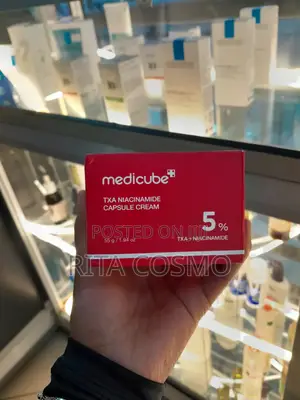 medicube
TXA NIACINAMIDE
CAPSULE CREAM
POSTED ON
55 g / 1.94 oz
5%
TXA + NIACINAMIDE
RITA COSMO